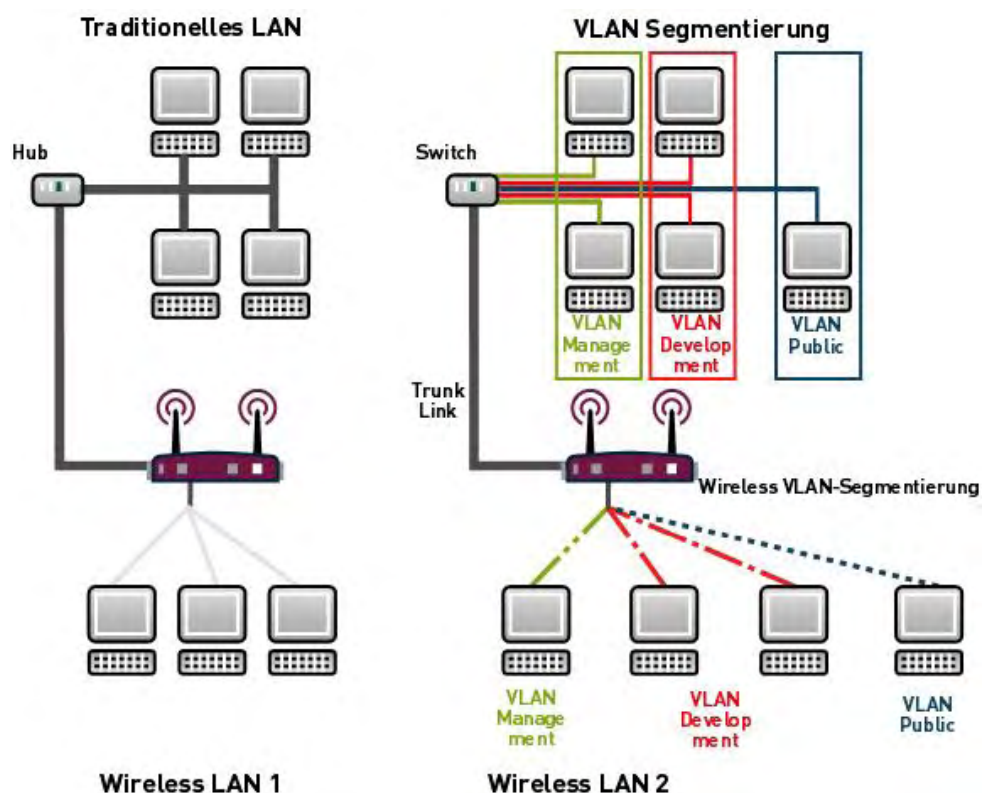 Traditionelles LAN
VLAN Segmentierung
Hub
Switch
VLAN
Manage
ment
VLAN
Develop
ment
VLAN
Public
Trunk
Link
Wireless VLAN-Segmentierung
VLAN
Manage
ment
VLAN
Develop
ment
VLAN
Public
Wireless LAN 1
Wireless LAN 2